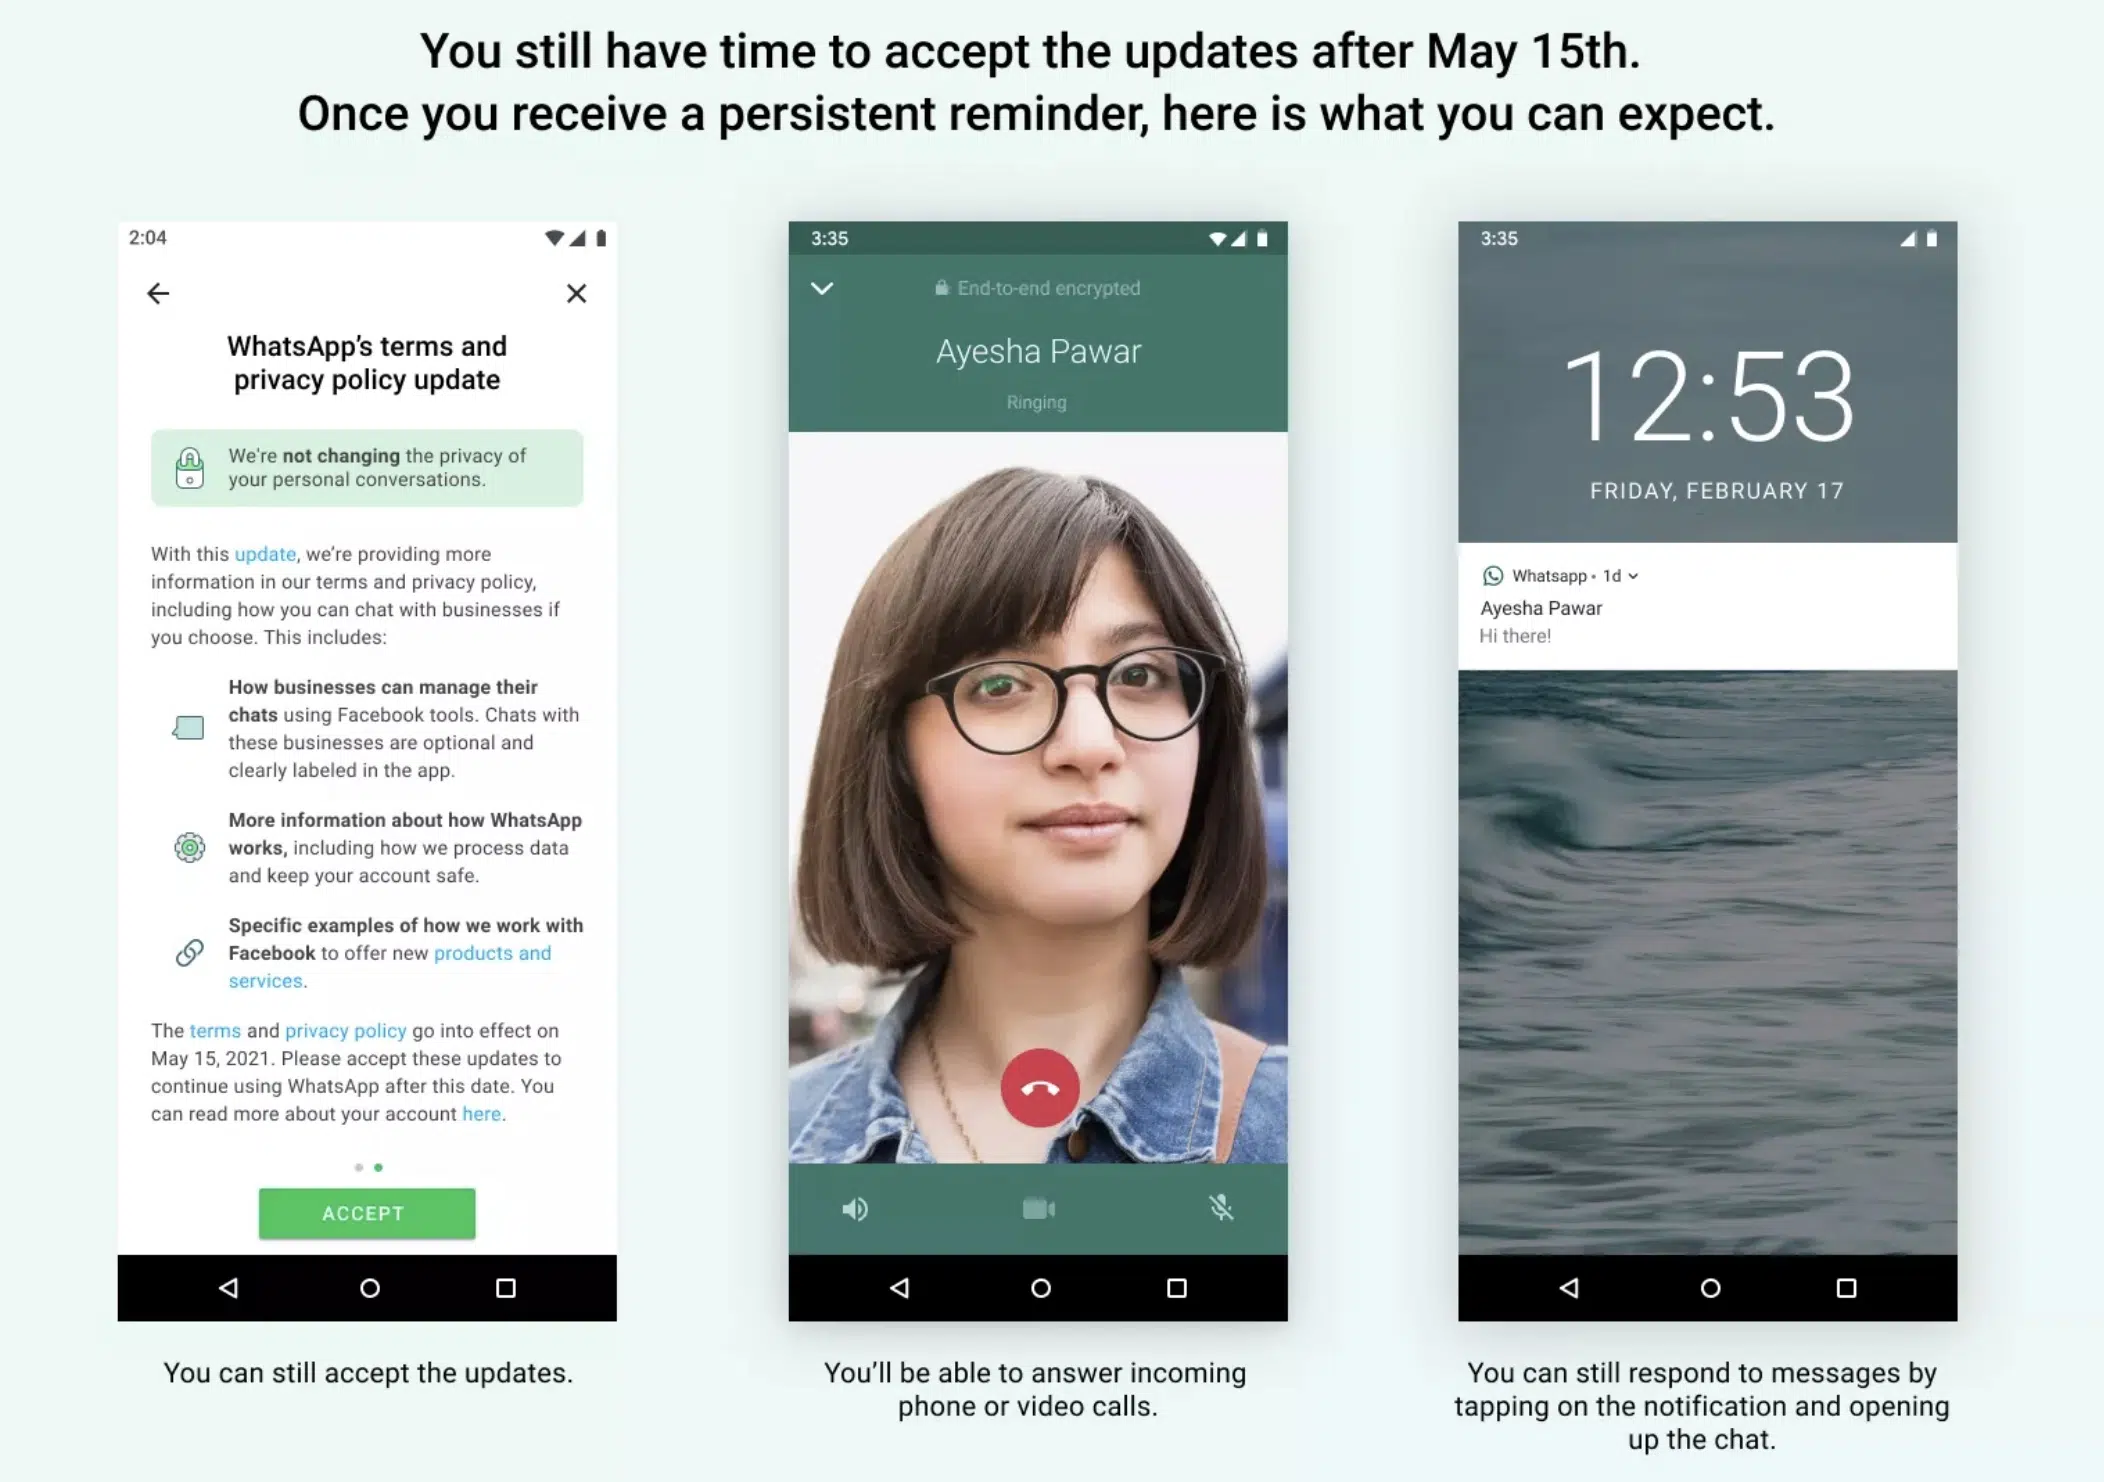 You still have time to accept the updates after May 15th.
Once you receive a persistent reminder, here is what you can expect.
2:04
WhatsApp’s terms and
privacy policy update
We're not changing the privacy of
your personal conversations.
With this update, we’re providing more
information in our terms and privacy policy,
including how you can chat with businesses if
you choose. This includes:
How businesses can manage their
chats using Facebook tools. Chats with
these businesses are optional and
clearly labeled in the app.
More information about how WhatsApp
works, including how we process data
and keep your account safe.
Specific examples of how we work with
Facebook to offer new products and
services.
The terms and privacy policy go into effect on
May 15, 2021. Please accept these updates to
continue using WhatsApp after this date. You
can read more about your account here.
ACCEPT
You can still accept the updates.
3:35
End-to-end encrypted
Ayesha Pawar
Ringing
You’ll be able to answer incoming
phone or video calls.
3:35
12:53
FRIDAY, FEBRUARY 17
Whatsapp • 1d
Ayesha Pawar
Hi there!
You can still respond to messages by
tapping on the notification and opening
up the chat.